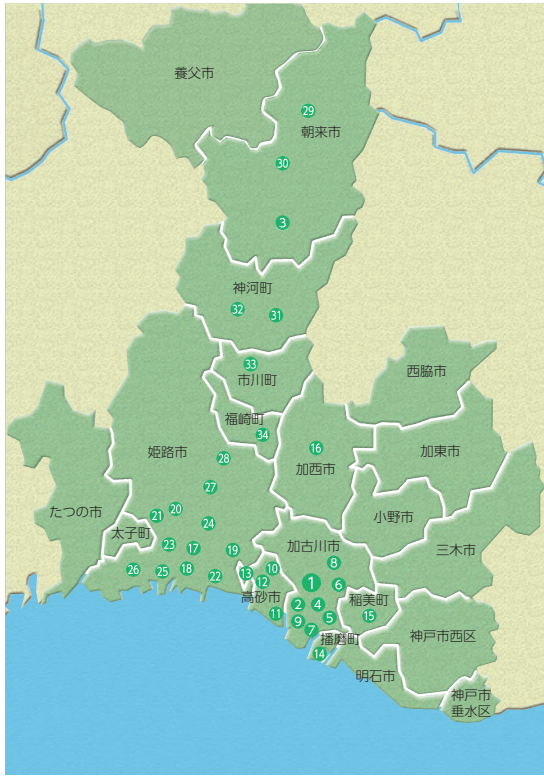 養父市
29
朝来市
30
3
神河町
32
31
33
市川町
西脇市
福崎町
34
16
加西市
加東市
姫路市
28
27
たつの市
20
21
24
小野市
太子町
23
17
19
加古川市
三木市
26
25
18
22
13
10
12
高砂市
11
8
1
6
2
4
稲美町
15
9
5
7
播磨町
14
神戸市西区
明石市
神戸市
垂水区